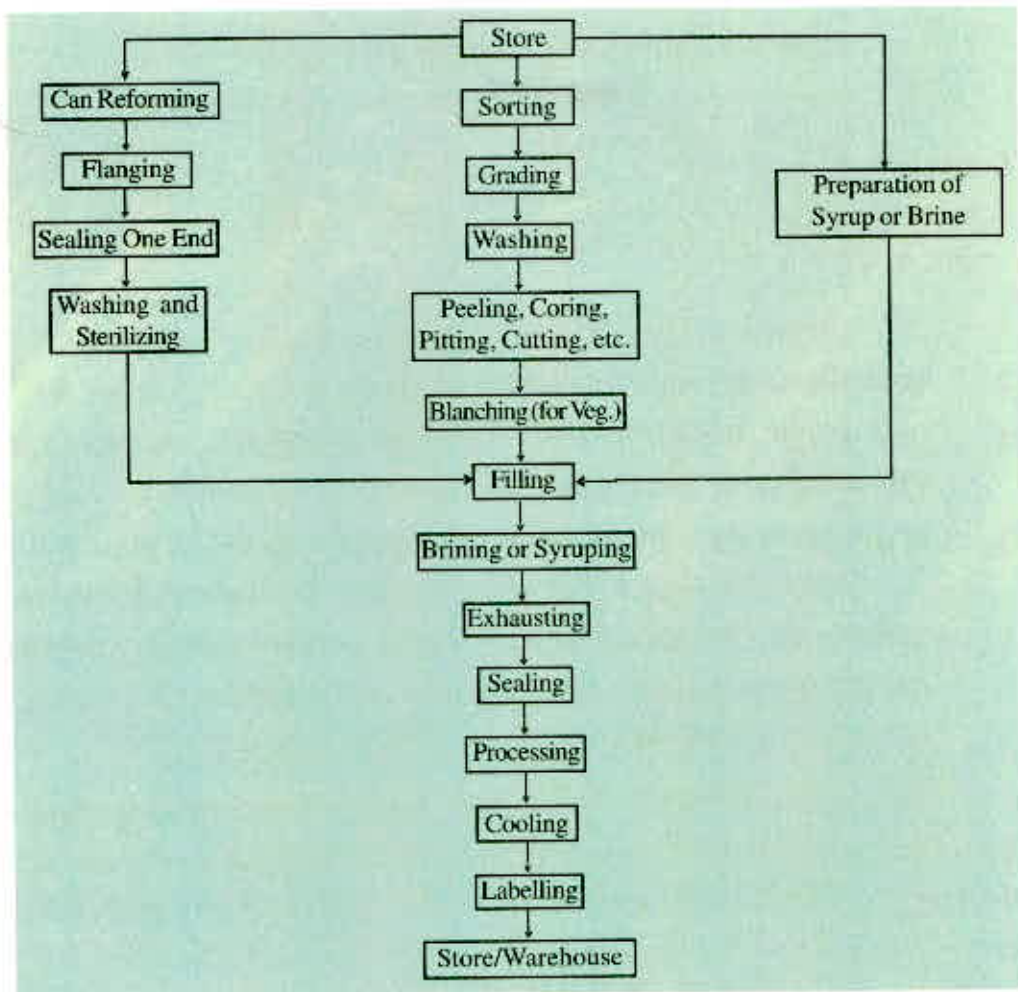 Store
Can Reforming
Sorting
Flanging
Grading
Preparation of
Syrup or Brine
Sealing One End
Washing
Washing and
Sterilizing
Peeling, Coring,
Pitting, Cutting, etc.
Blanching (for Veg.)
Filling
Brining or Syruping
Exhausting
Sealing
Processing
Cooling
Labelling
Store/Warehouse